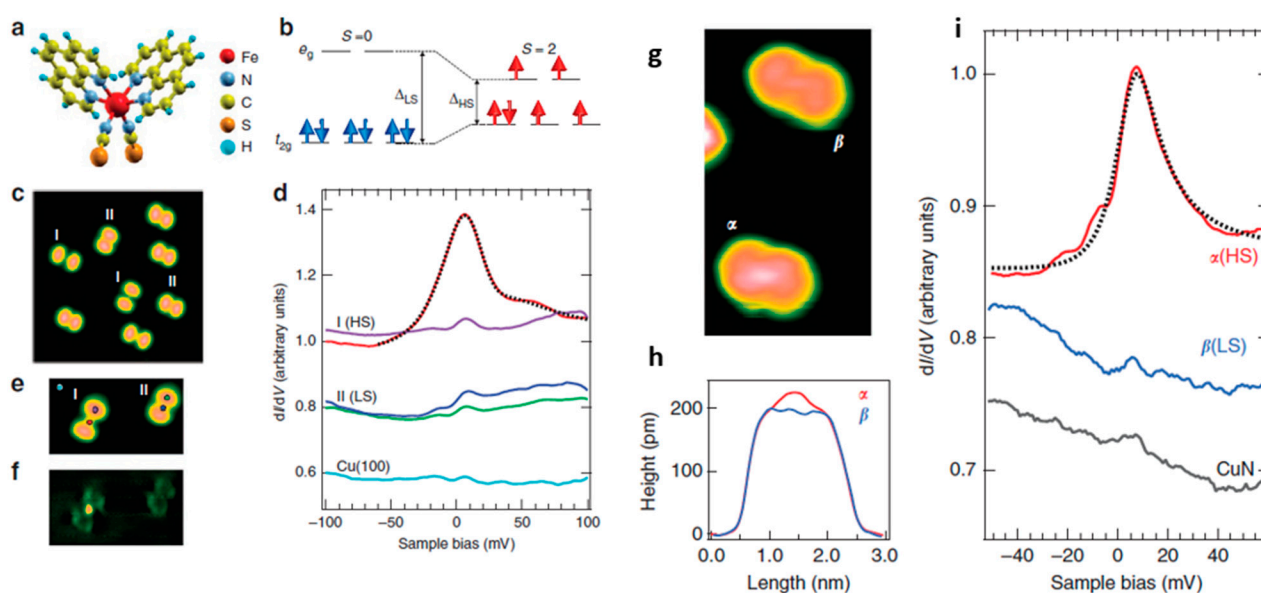 a
Fe
N
C
S
H
b
S=0
S=2
e_g
Δ_LS
Δ_HS
t_2g
c
I
II
I
II
d
dI/dV (arbitrary units)
1.4
1.2
1.0
0.8
0.6
I (HS)
II (LS)
Cu(100)
−100
−50
0
50
100
Sample bias (mV)
e
I
II
f
g
β
α
h
Height (pm)
200
100
0
α
β
0.0
1.0
2.0
3.0
Length (nm)
i
dI/dV (arbitrary units)
1.0
0.9
0.8
0.7
α(HS)
β(LS)
CuN
−40
−20
0
20
40
Sample bias (mV)